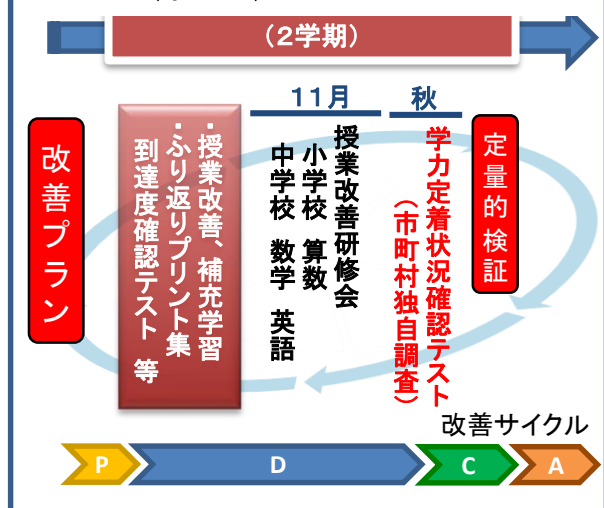 （２学期）
１１月
秋
改善プラン
・授業改善、補充学習
・ふり返りプリント集
到達度確認テスト 等
授業改善研修会
小学校 算数
中学校 数学 英語
学力定着状況確認テスト
（市町村独自調査）
定量的検証
改善サイクル
P
D
C
A